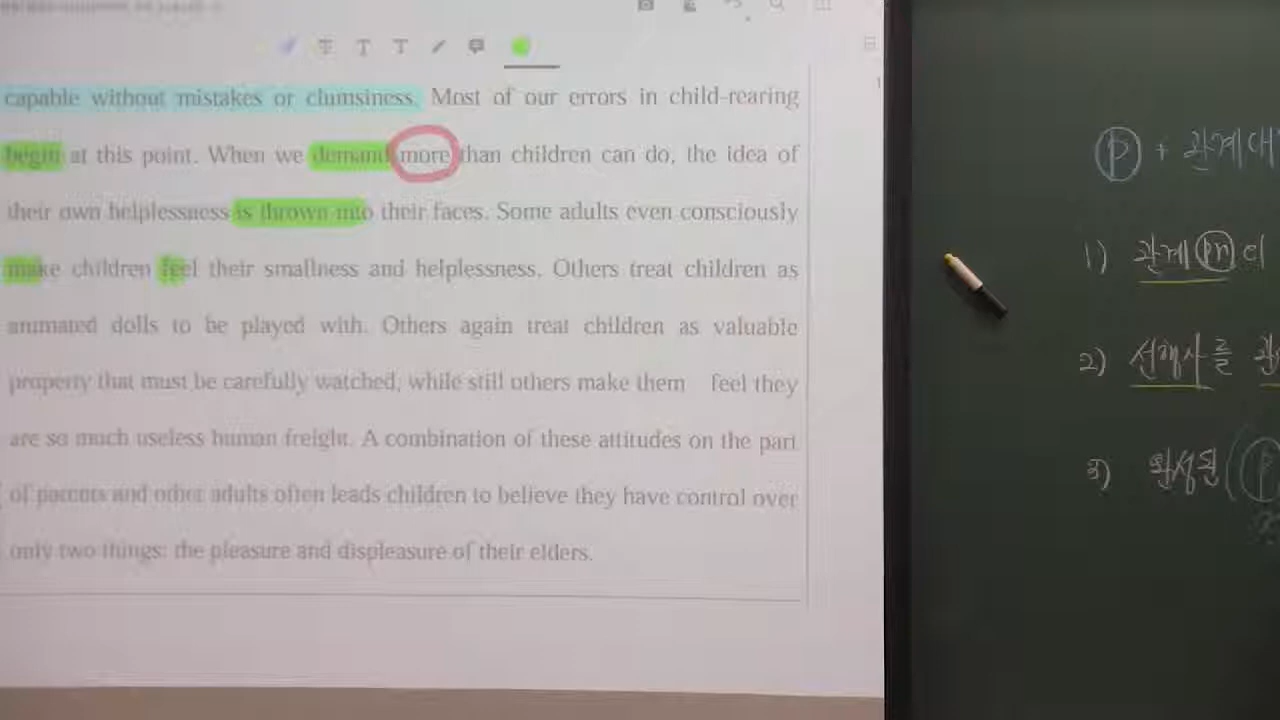 capable without mistakes or clumsiness. Most of our errors in child-rearing
begin at this point. When we demand more than children can do, the idea of
their own helplessness is thrown into their faces. Some adults even consciously
make children feel their smallness and helplessness. Others treat children as
animated dolls to be played with. Others again treat children as valuable
property that must be carefully watched, while still others make them feel they
are so much useless human freight. A combination of these attitudes on the part
of parents and other adults often leads children to believe they have control over
only two things: the pleasure and displeasure of their elders.
P + 관계대
1) 관계 pn 이
2) 선행사를
3) 완성된 (P